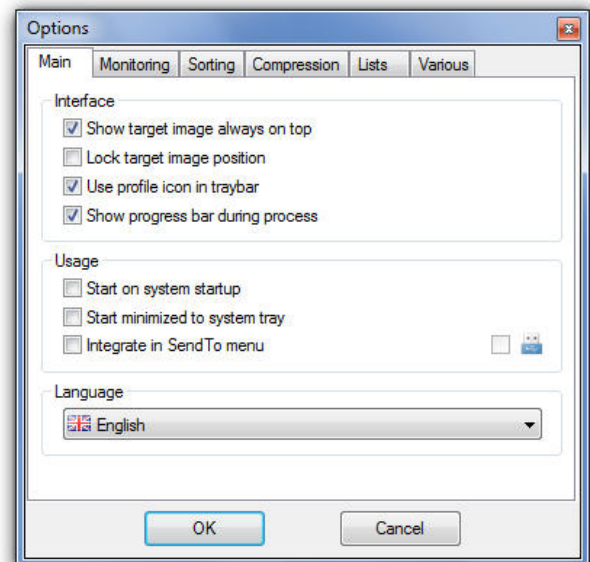 Options
Main Monitoring Sorting Compression Lists Various
Interface
Show target image always on top
Lock target image position
Use profile icon in traybar
Show progress bar during process
Usage
Start on system startup
Start minimized to system tray
Integrate in SendTo menu
Language
English
OK Cancel